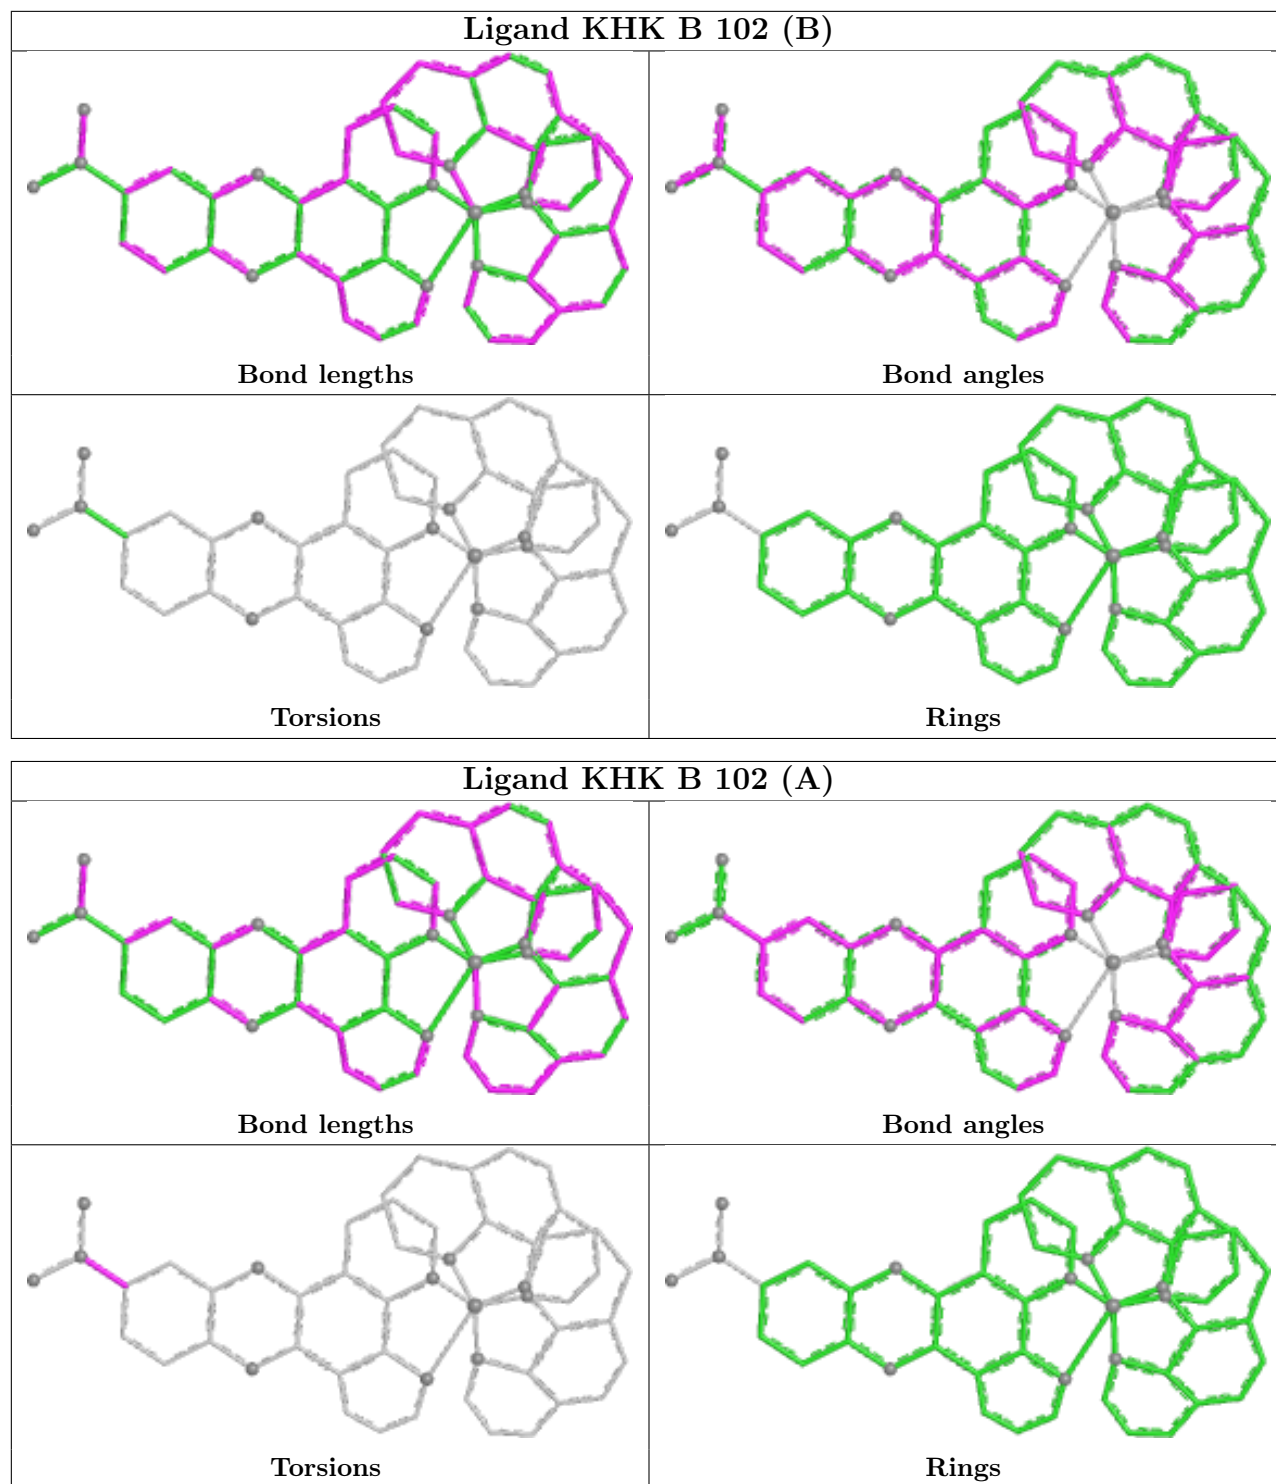 Ligand KHK B 102 (B)
Bond lengths
Bond angles
Torsions
Rings
Ligand KHK B 102 (A)
Bond lengths
Bond angles
Torsions
Rings